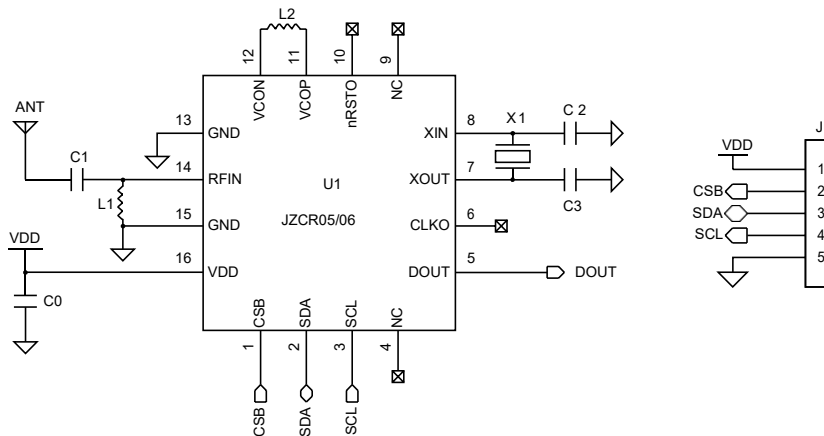 L2
12
11
10
9
VCON
VCOP
nRSTO
NC
ANT
13
GND
C1
14
RFIN
L1
15
GND
VDD
16
VDD
C0
U1
JZCR05/06
XIN
8
X1
C 2
XOUT
7
C3
CLKO
6
DOUT
5
DOUT
CSB
SDA
SCL
NC
1
2
3
4
CSB
SDA
SCL
J
VDD
1
CSB
2
SDA
3
SCL
4
5